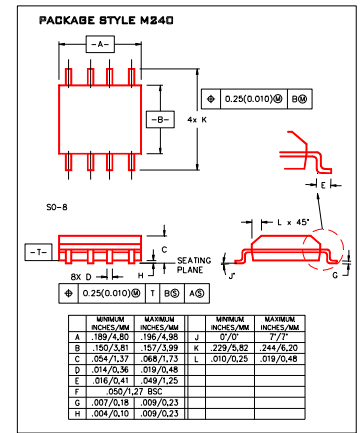 PACKAGE STYLE M240
-A-
⌖ 0.25(0.010)Ⓜ BⓂ
-B-
4x K
E
SO-8
L x 45°
-T-
C
SEATING
PLANE
8X D
H
J°
G
⌖ 0.25(0.010)Ⓜ T BⓈ AⓈ
MINIMUM MAXIMUM MINIMUM MAXIMUM
INCHES/MM INCHES/MM INCHES/MM INCHES/MM
A .189/4,80 .196/4,98 J 0°/0° 7°/7°
B .150/3,81 .157/3,99 K .229/5,82 .244/6,20
C .054/1,37 .068/1,73 L .010/0,25 .019/0,48
D .014/0,36 .019/0,48
E .016/0,41 .049/1,25
F .050/1,27 BSC
G .007/0,18 .009/0,23
H .004/0,10 .009/0,23